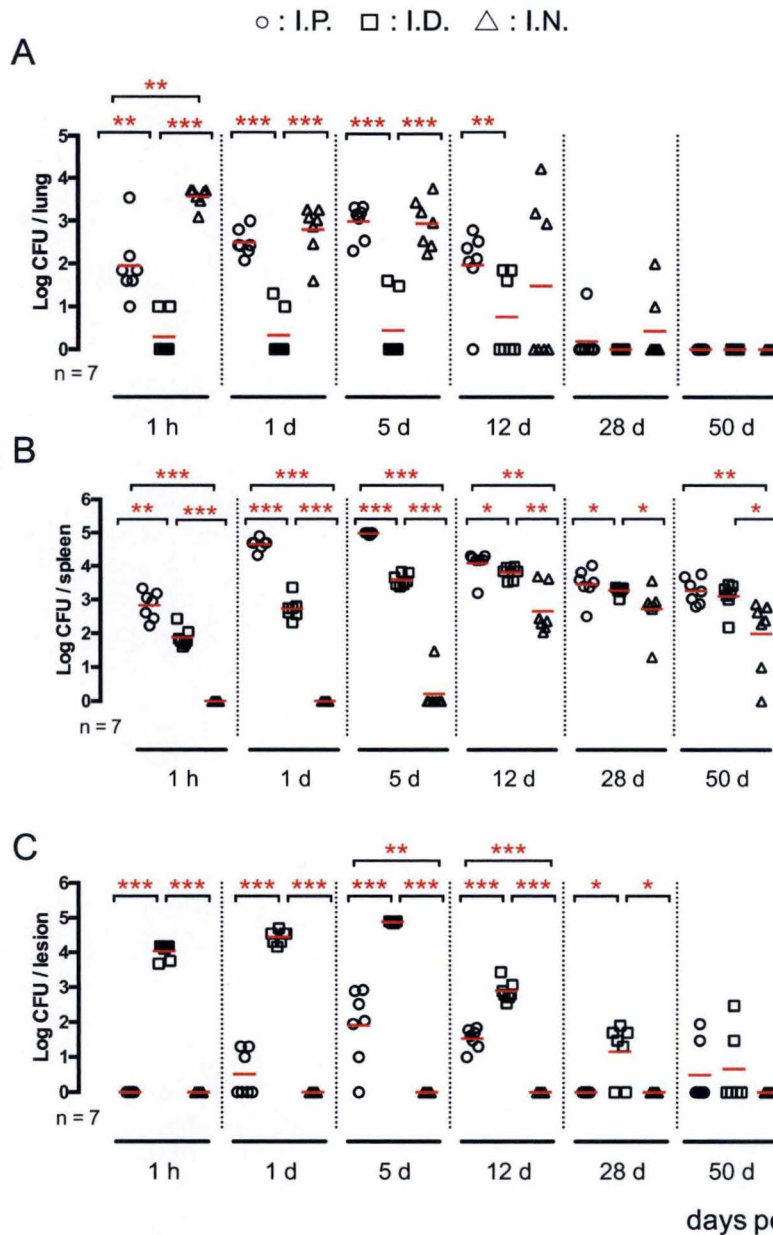 ○ : I.P. □ : I.D. △ : I.N.
A
**
** *** *** *** *** *** **
Log CFU / lung
5
4
3
2
1
0
n = 7
1 h 1 d 5 d 12 d 28 d 50 d
B
*** *** *** ** **
** *** *** *** *** *** * ** * * *
Log CFU / spleen
6
5
4
3
2
1
0
n = 7
1 h 1 d 5 d 12 d 28 d 50 d
C
** ***
*** *** *** *** *** *** *** *** * *
Log CFU / lesion
6
5
4
3
2
1
0
n = 7
1 h 1 d 5 d 12 d 28 d 50 d
days po